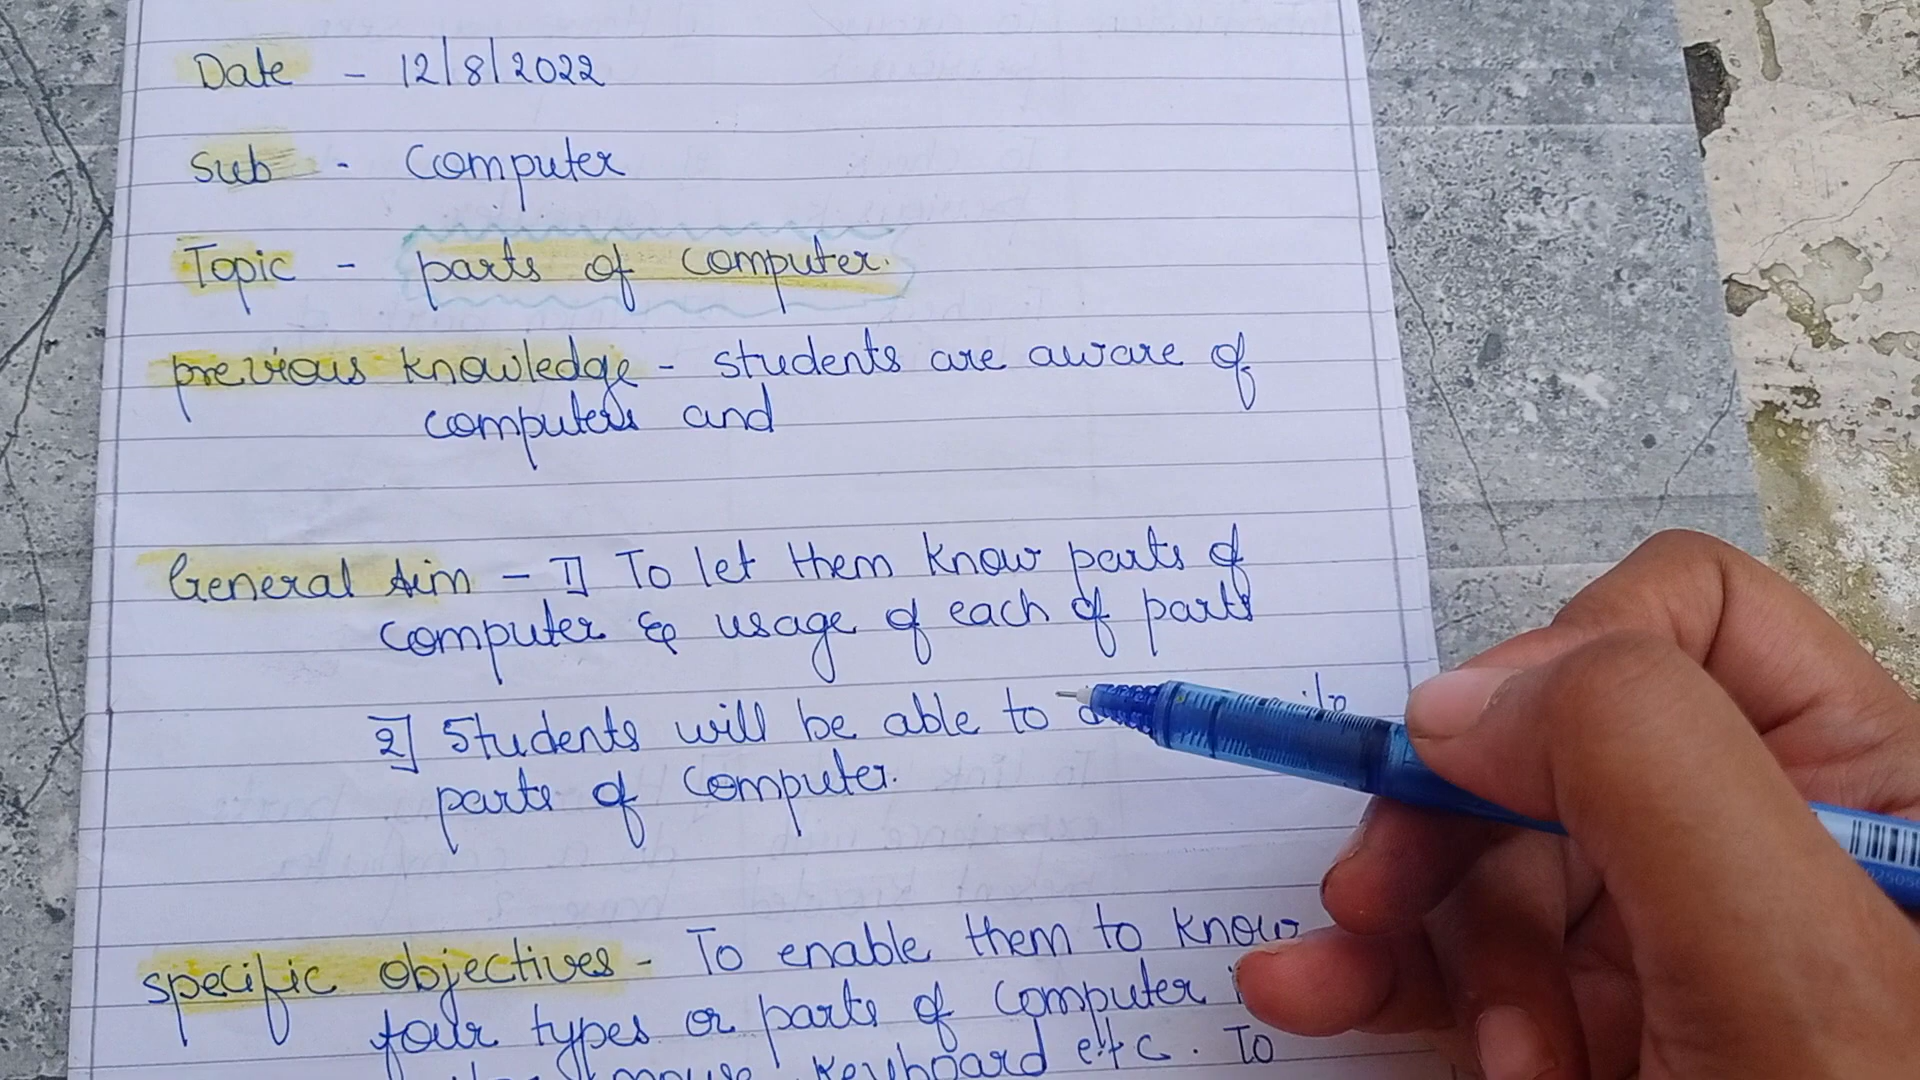 Date - 12/8/2022
Sub - Computer
Topic - parts of computer.
previous knowledge - students are aware of
computers and
General Aim - 1] To let them know parts of
computer & usage of each of parts
2] Students will be able to
parts of computer.
specific objectives - To enable them to know
four types or parts of computer
mouse, keyboard etc. To